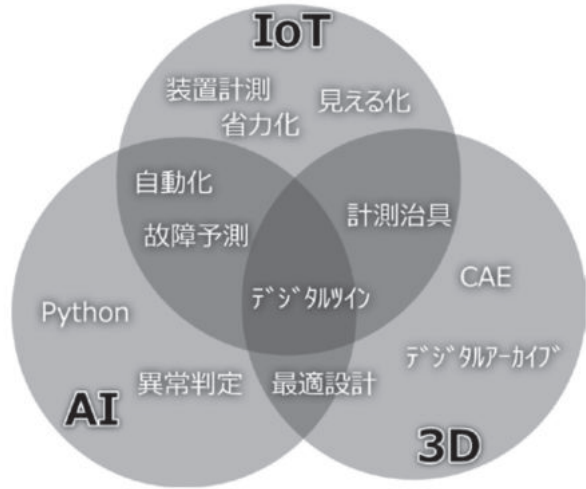 IoT
装置計測
見える化
省力化
自動化
計測治具
故障予測
CAE
ﾃﾞｼﾞﾀﾙﾂｲﾝ
Python
ﾃﾞｼﾞﾀﾙｱｰｶｲﾌﾞ
異常判定
最適設計
AI
3D